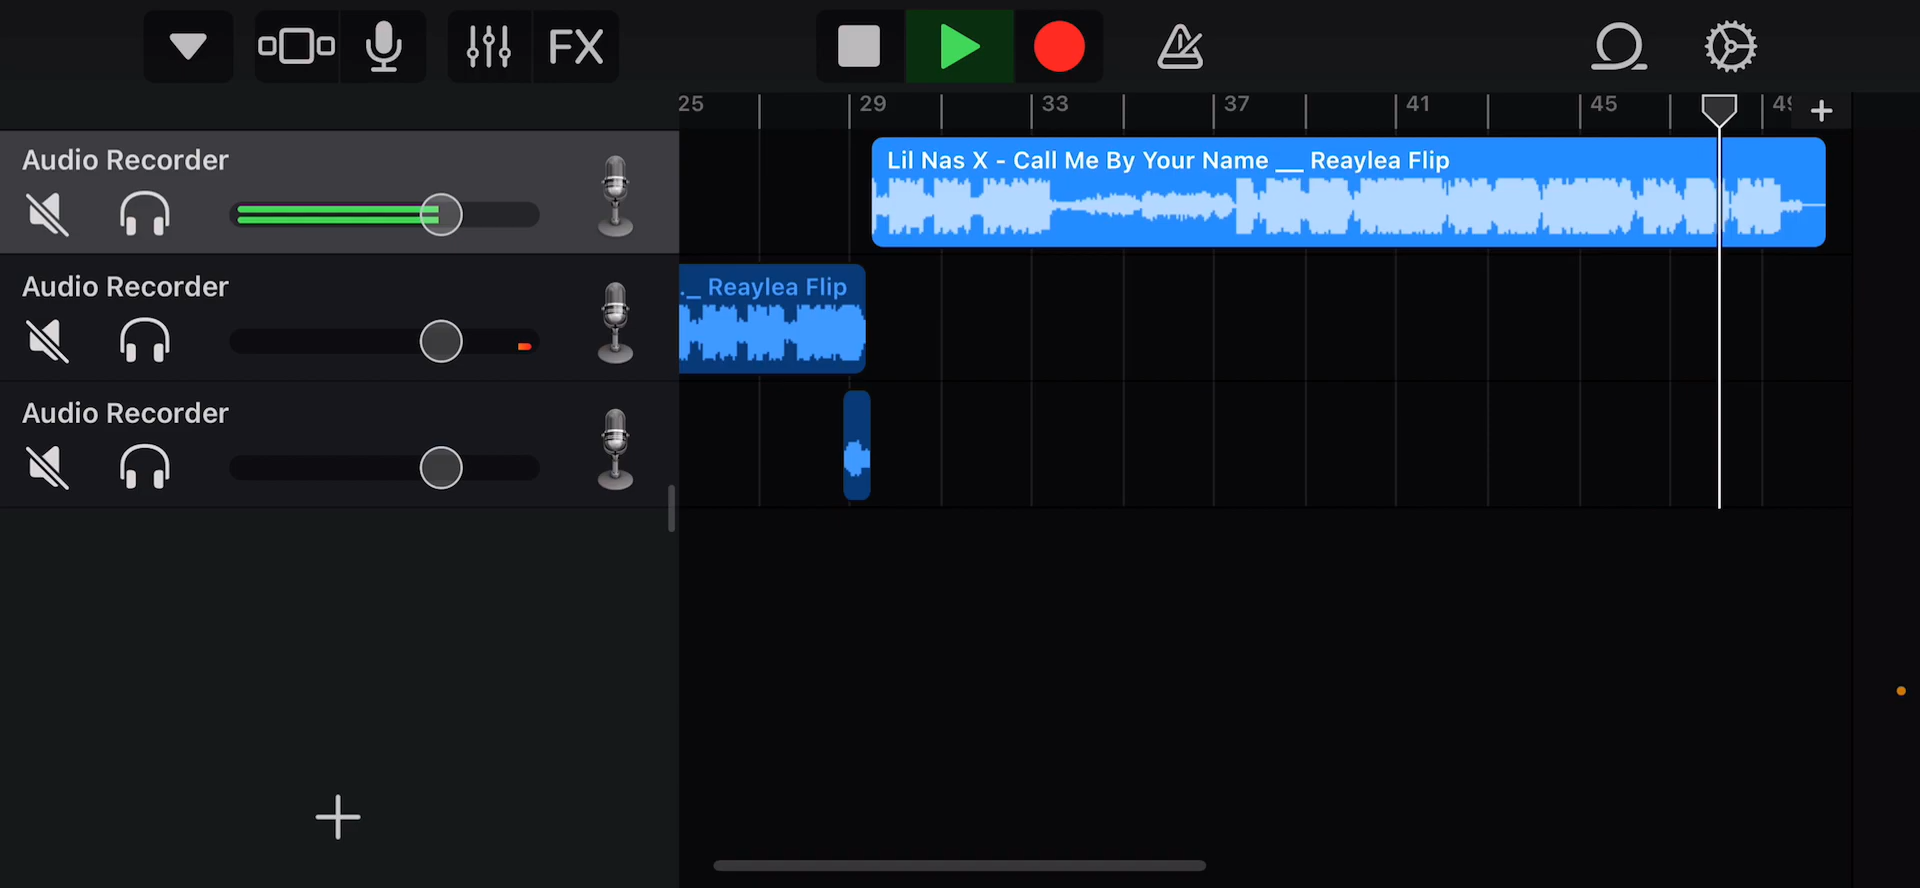 FX
25 29 33 37 41 45
Audio Recorder
Lil Nas X - Call Me By Your Name __ Reaylea Flip
Audio Recorder
._ Reaylea Flip
Audio Recorder